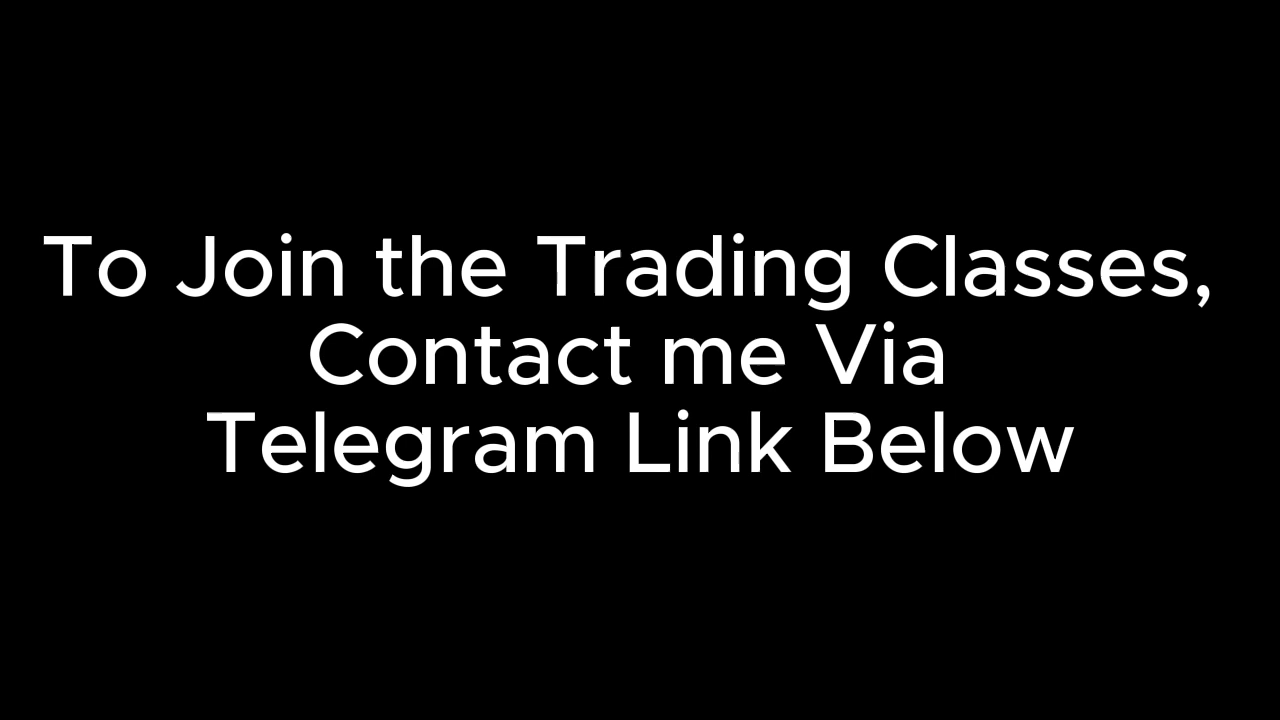 To Join the Trading Classes,
Contact me Via
Telegram Link Below